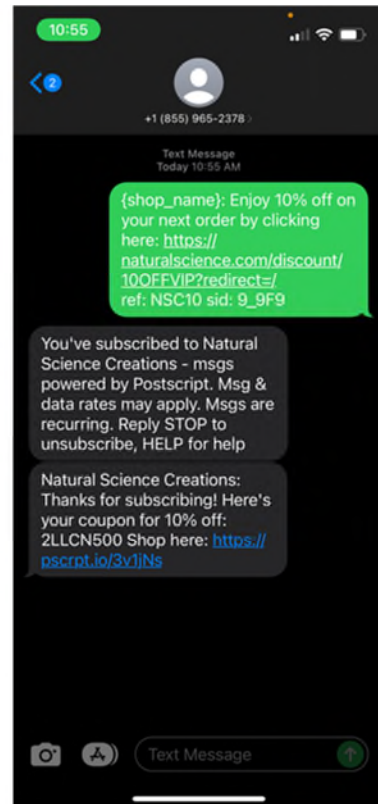 10:55
2
+1 (855) 965-2378 >
Text Message
Today 10:55 AM
{shop_name}: Enjoy 10% off on
your next order by clicking
here: https://
naturalscience.com/discount/
10OFFVIP?redirect=/
ref: NSC10 sid: 9_9F9
You've subscribed to Natural
Science Creations - msgs
powered by Postscript. Msg &
data rates may apply. Msgs are
recurring. Reply STOP to
unsubscribe, HELP for help
Natural Science Creations:
Thanks for subscribing! Here's
your coupon for 10% off:
2LLCN500 Shop here: https://
pscrpt.io/3v1jNs
Text Message